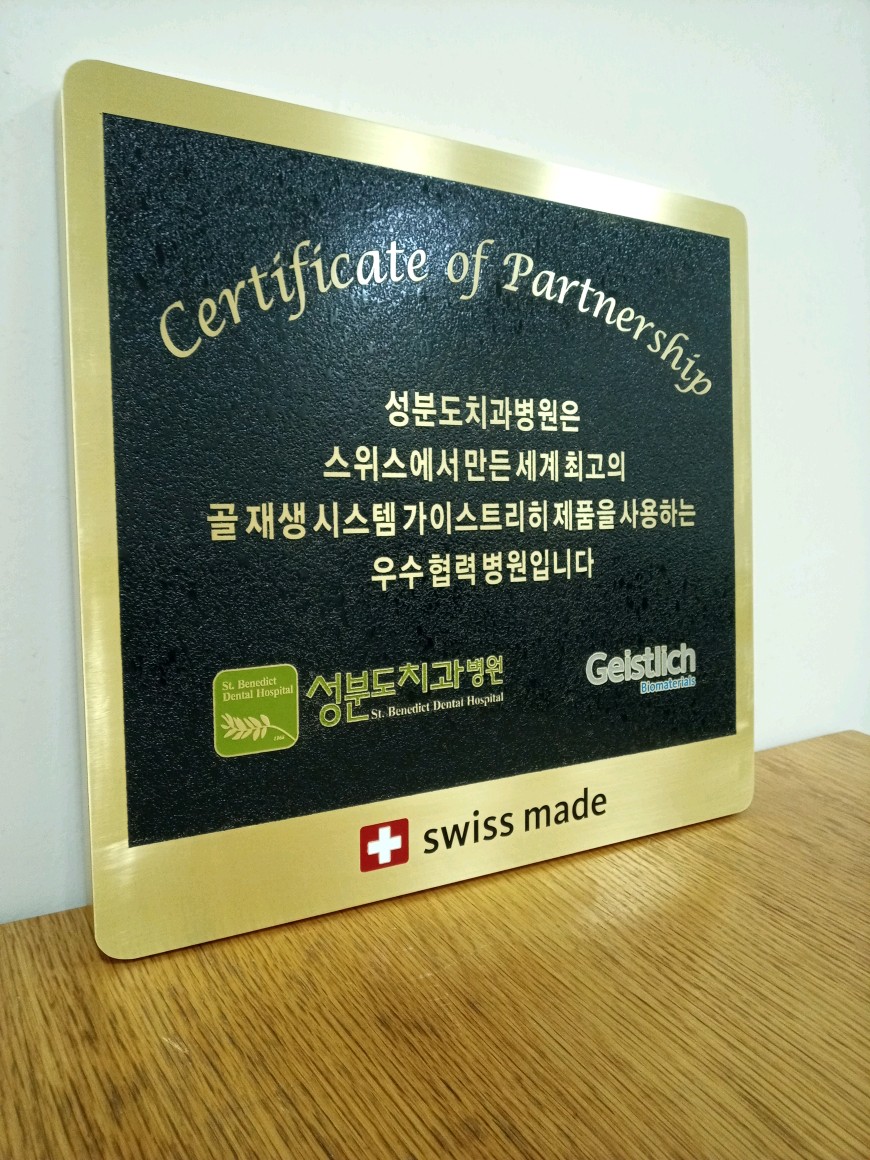 Certificate of Partnership
성분도치과병원은
스위스에서 만든 세계 최고의
골 재생 시스템 가이스트리히 제품을 사용하는
우수 협력 병원입니다
St. Benedict
Dental Hospital
성분도치과병원
St. Benedict Dental Hospital
Geistlich
Biomaterials
swiss made